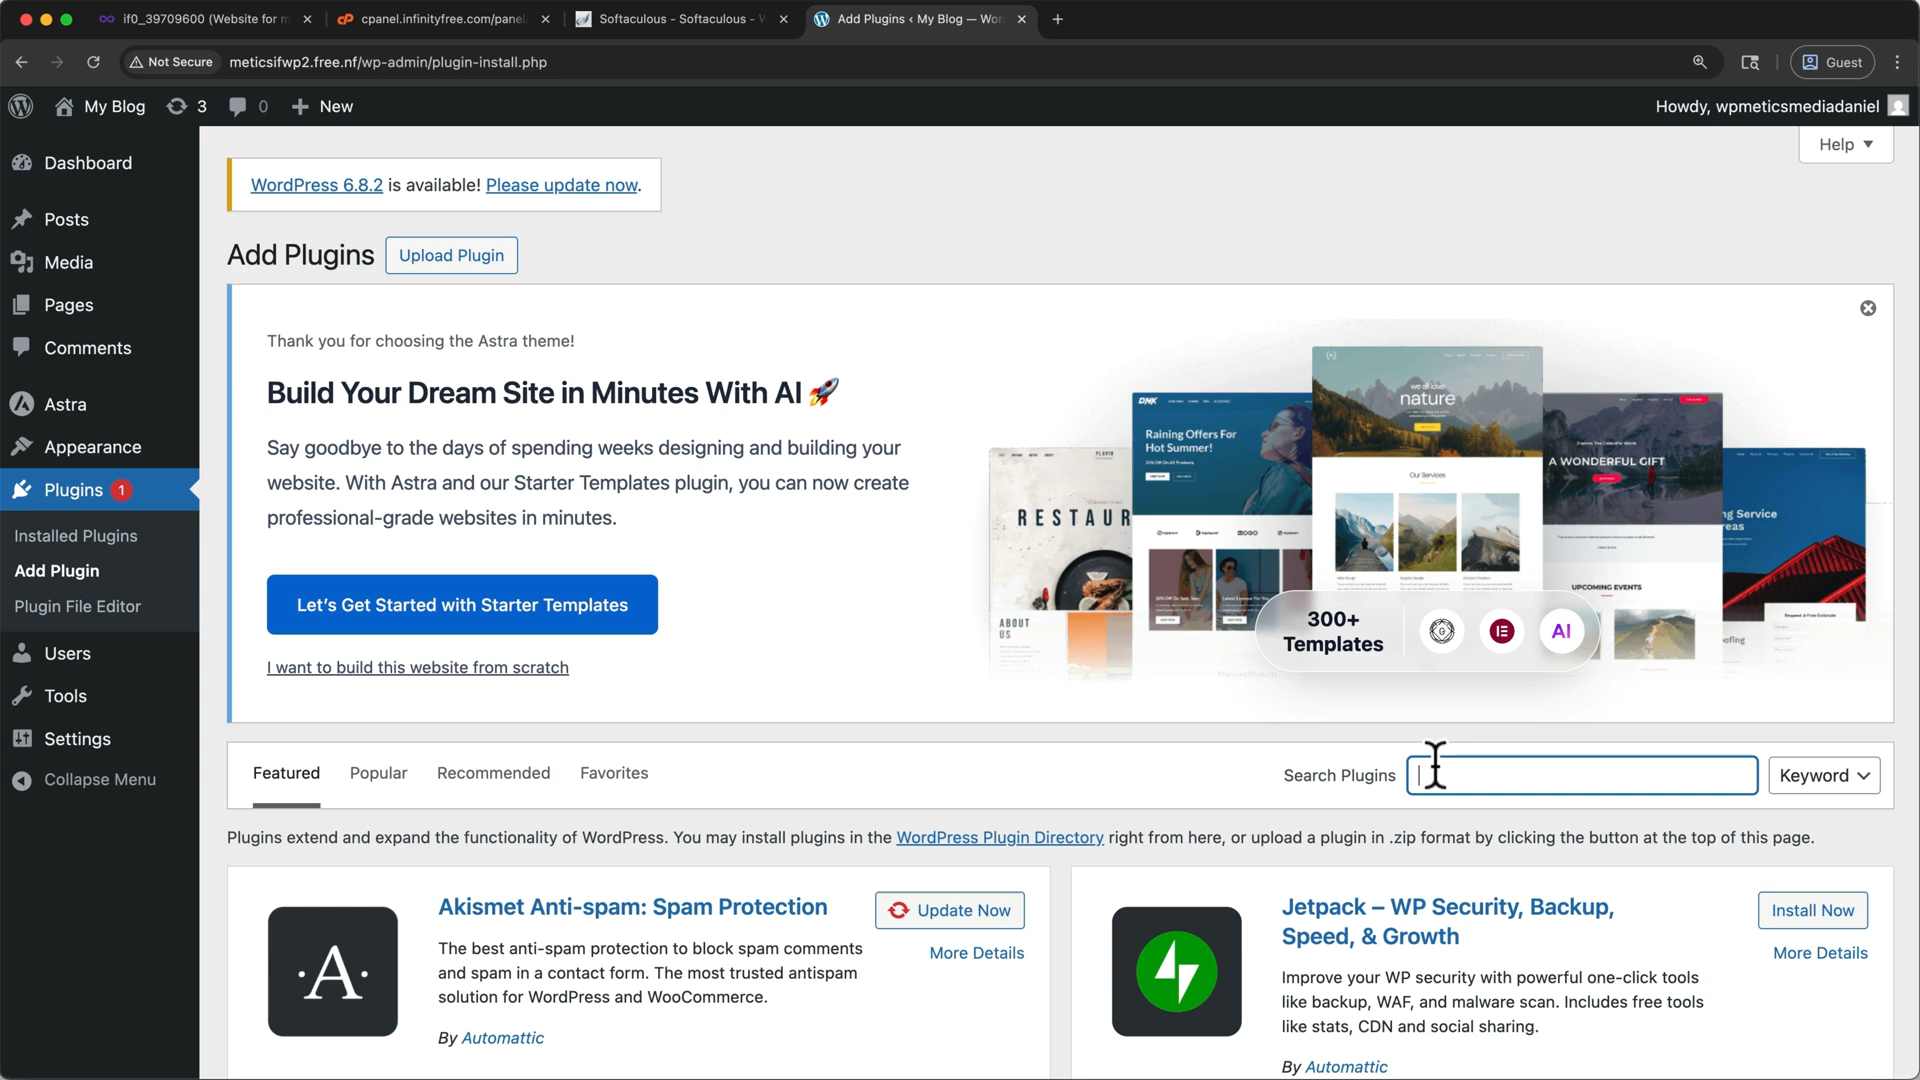 if0_39709600 (Website for m
cpanel.infinityfree.com/panel
Softaculous - Softaculous - W
Add Plugins ‹ My Blog — Wor
Not Secure
meticsifwp2.free.nf/wp-admin/plugin-install.php
Guest
My Blog
3
0
New
Howdy, wpmeticsmediadaniel
Dashboard
Posts
Media
Pages
Comments
Astra
Appearance
Plugins 1
Installed Plugins
Add Plugin
Plugin File Editor
Users
Tools
Settings
Collapse Menu
Help
WordPress 6.8.2 is available! Please update now.
Add Plugins
Upload Plugin
Thank you for choosing the Astra theme!
Build Your Dream Site in Minutes With AI 🚀
Say goodbye to the days of spending weeks designing and building your
website. With Astra and our Starter Templates plugin, you can now create
professional-grade websites in minutes.
Let's Get Started with Starter Templates
I want to build this website from scratch
RESTAUR
ABOUT
US
DNK
Raining Offers For
Hot Summer!
we all love
nature
Our Services
A WONDERFUL GIFT
UPCOMING EVENTS
ng Service
reas
300+
Templates
AI
Featured
Popular
Recommended
Favorites
Search Plugins
Keyword
Plugins extend and expand the functionality of WordPress. You may install plugins in the WordPress Plugin Directory right from here, or upload a plugin in .zip format by clicking the button at the top of this page.
·A·
Akismet Anti-spam: Spam Protection
Update Now
More Details
The best anti-spam protection to block spam comments
and spam in a contact form. The most trusted antispam
solution for WordPress and WooCommerce.
By Automattic
Jetpack – WP Security, Backup,
Speed, & Growth
Install Now
More Details
Improve your WP security with powerful one-click tools
like backup, WAF, and malware scan. Includes free tools
like stats, CDN and social sharing.
By Automattic